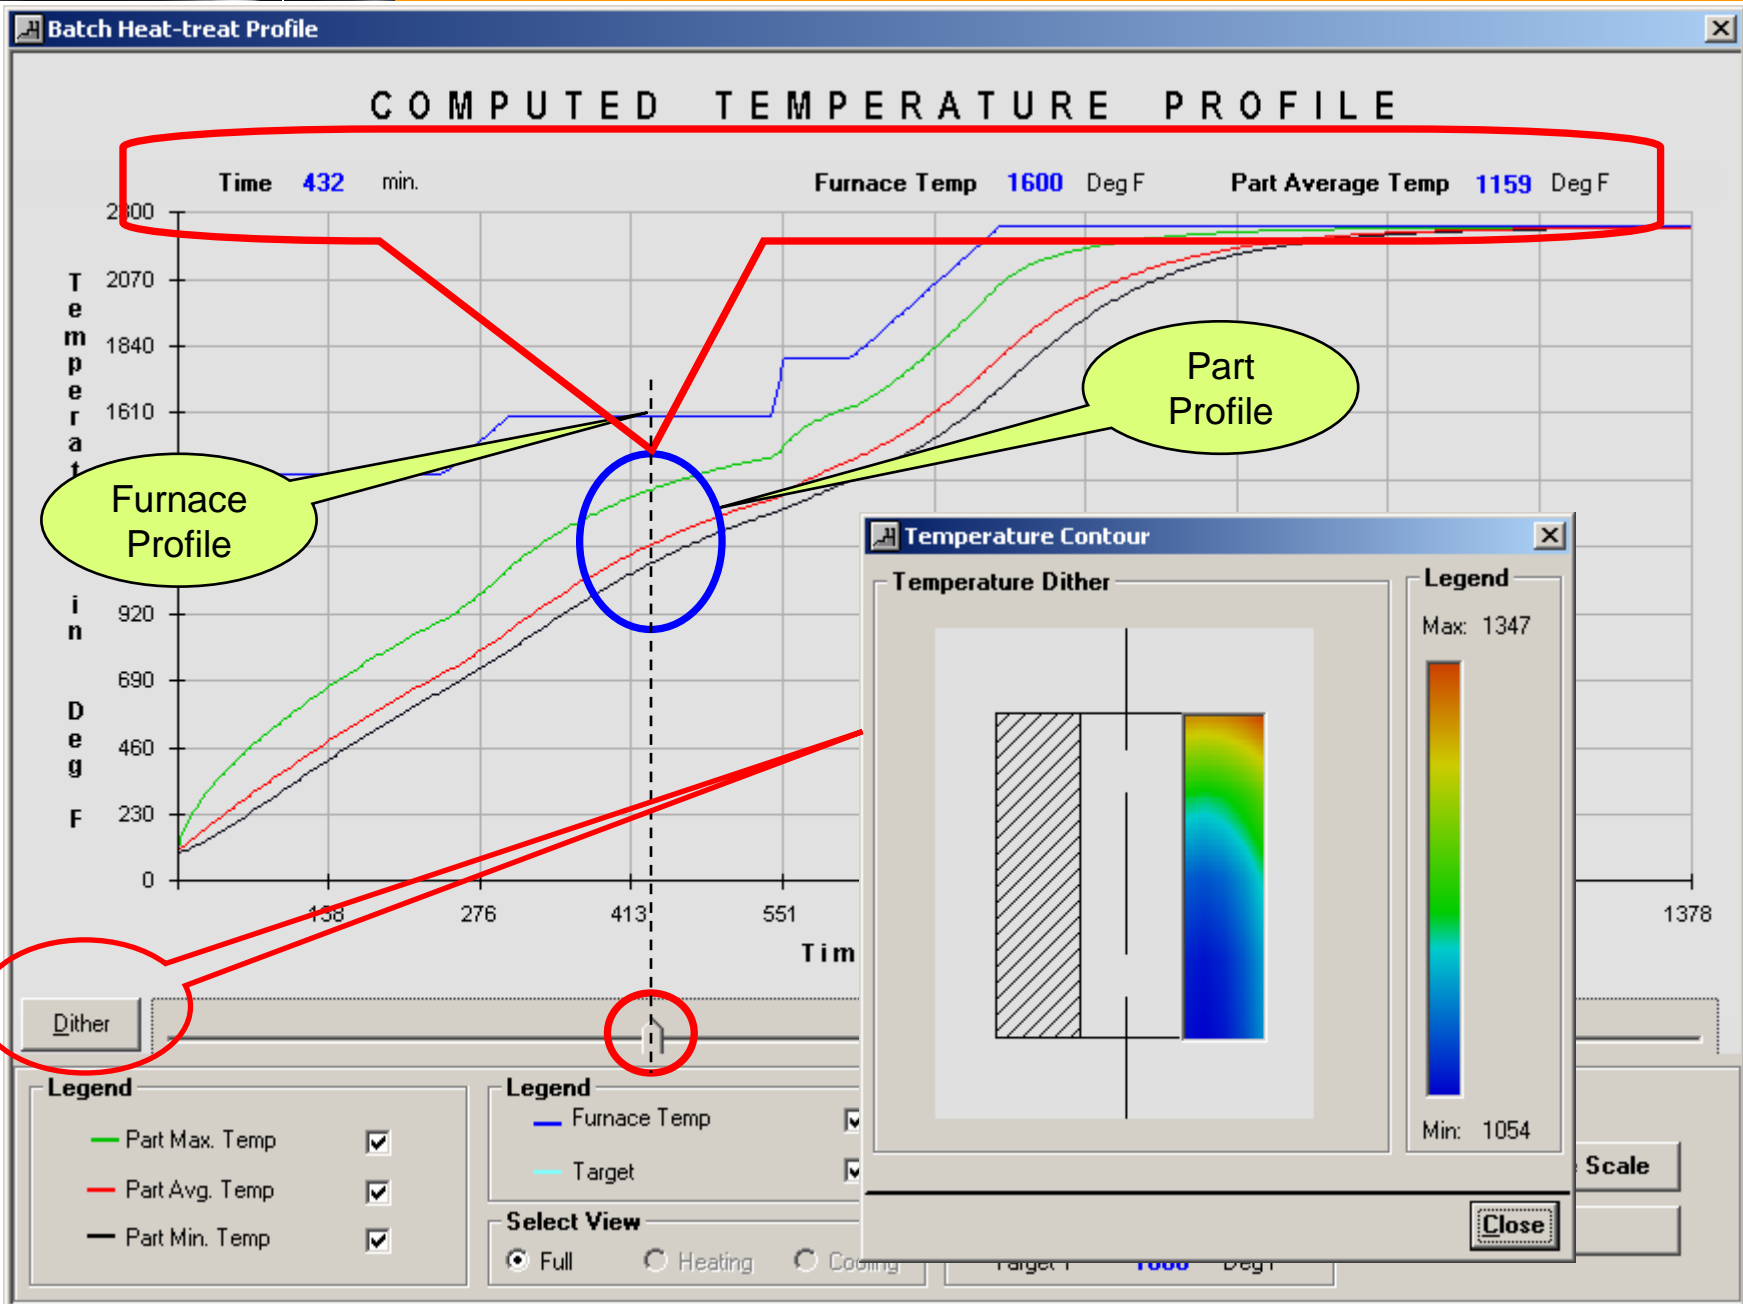 Batch Heat-treat Profile
COMPUTED TEMPERATURE PROFILE
Time 432 min. Furnace Temp 1600 Deg F Part Average Temp 1159 Deg F
2300
2070
1840
1610
920
690
460
230
0
in Deg F
Part
Profile
Furnace
Profile
138 276 413 551 1378
Dither
Legend
Part Max. Temp
Part Avg. Temp
Part Min. Temp
Legend
Furnace Temp
Target
Select View
Full Heating Cooling
Scale
Temperature Contour
Temperature Dither
Legend
Max: 1347
Min: 1054
Close